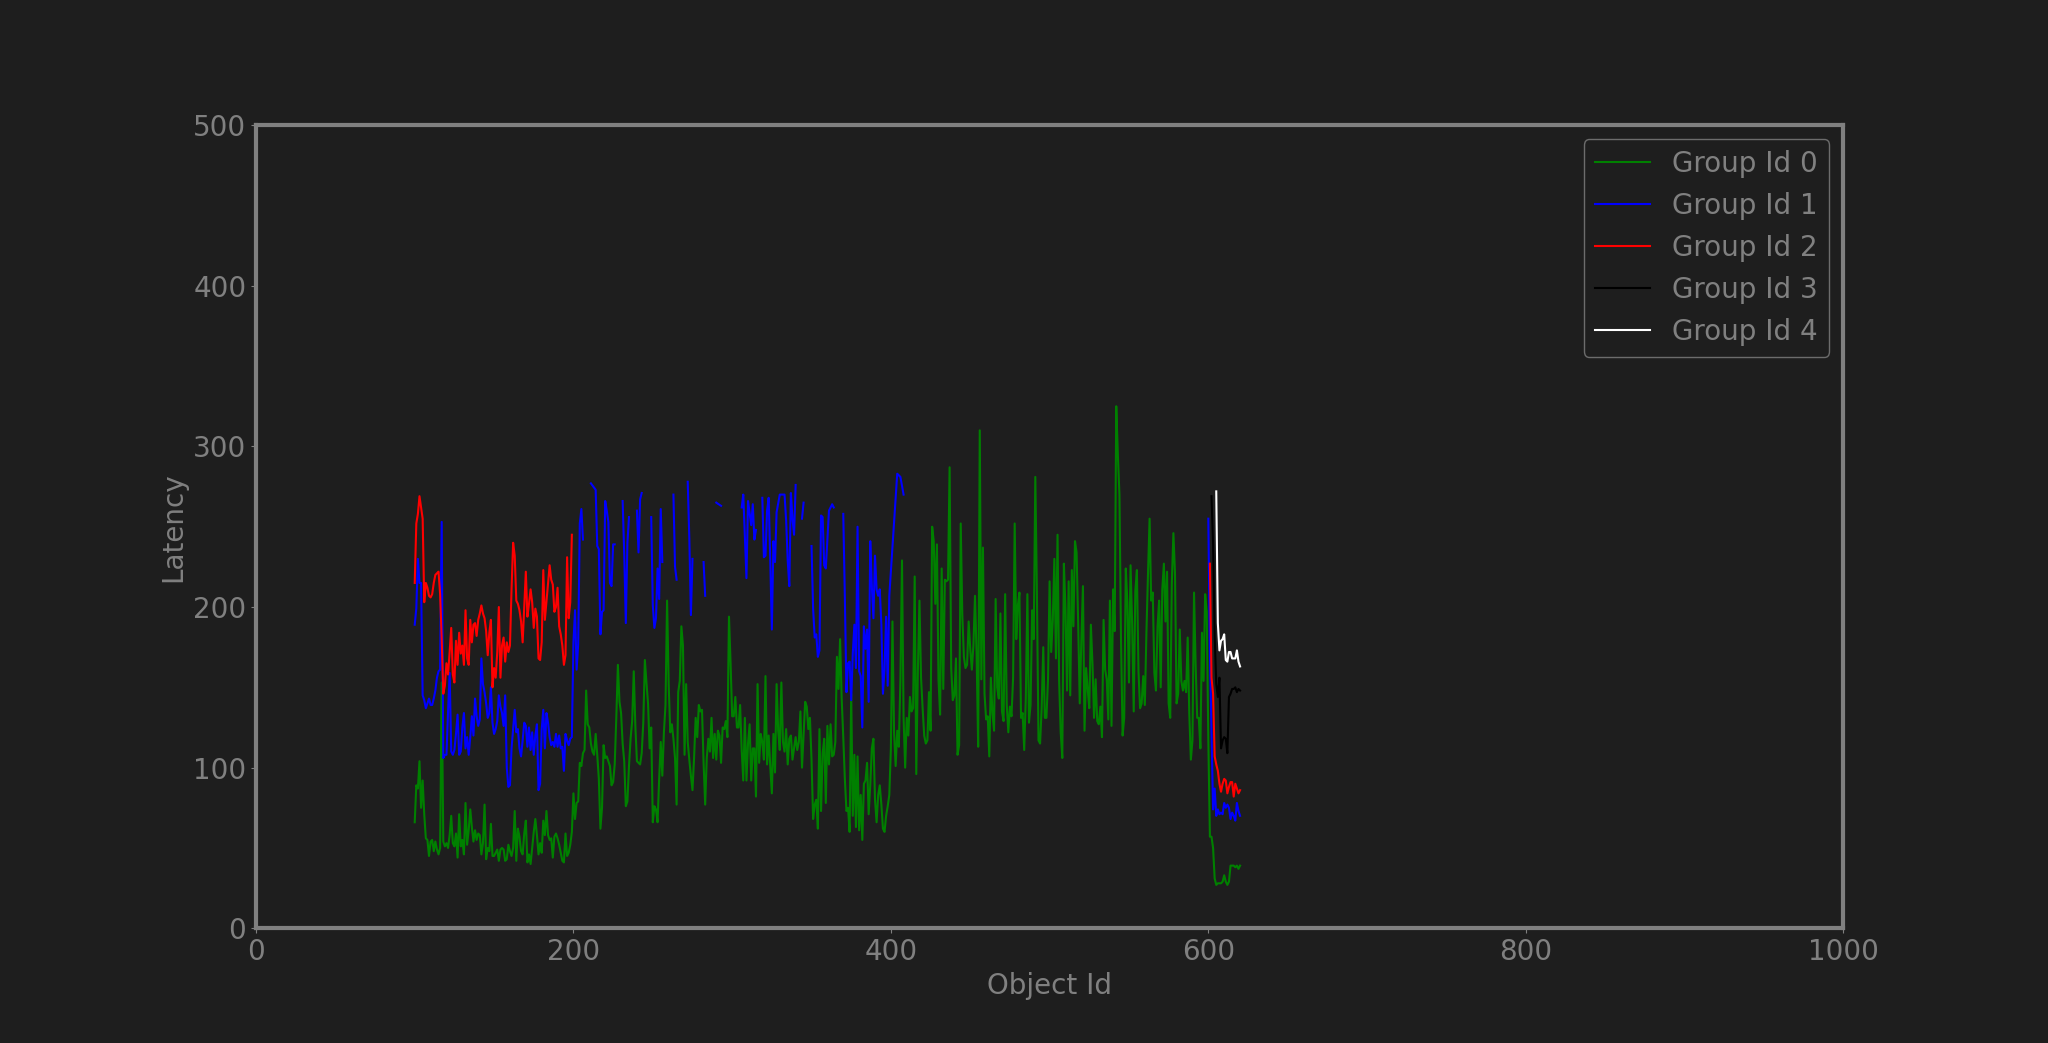 500
400
300
200
100
0
Latency
0 200 400 600 800 1000
Object Id
Group Id 0
Group Id 1
Group Id 2
Group Id 3
Group Id 4